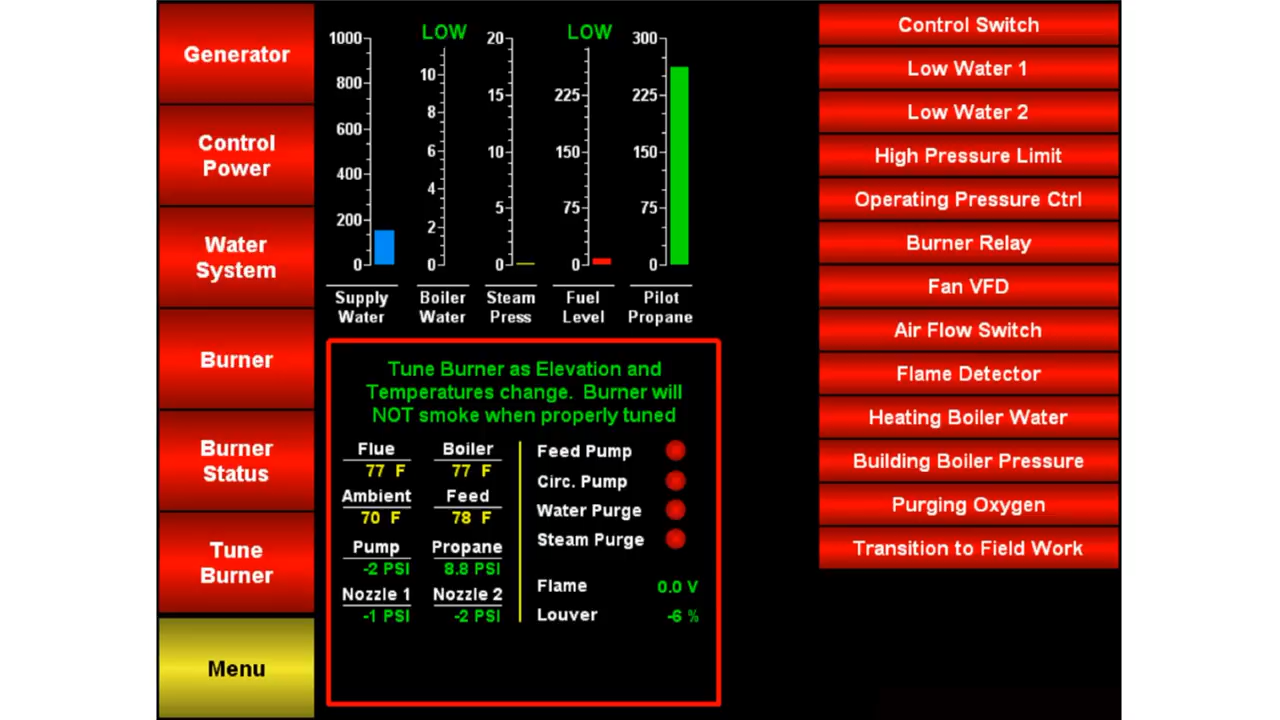 Generator
Control
Power
Water
System
Burner
Burner
Status
Tune
Burner
Menu
LOW
LOW
1000
800
600
400
200
0
10
8
6
4
2
0
20
15
10
5
0
225
150
75
0
300
225
150
75
0
Supply
Water
Boiler
Water
Steam
Press
Fuel
Level
Pilot
Propane
Tune Burner as Elevation and
Temperatures change. Burner will
NOT smoke when properly tuned
Flue
Boiler
77 F
77 F
Ambient
Feed
70 F
78 F
Pump
Propane
-2 PSI
8.8 PSI
Nozzle 1
Nozzle 2
-1 PSI
-2 PSI
Feed Pump
Circ. Pump
Water Purge
Steam Purge
Flame 0.0 V
Louver -6 %
Control Switch
Low Water 1
Low Water 2
High Pressure Limit
Operating Pressure Ctrl
Burner Relay
Fan VFD
Air Flow Switch
Flame Detector
Heating Boiler Water
Building Boiler Pressure
Purging Oxygen
Transition to Field Work